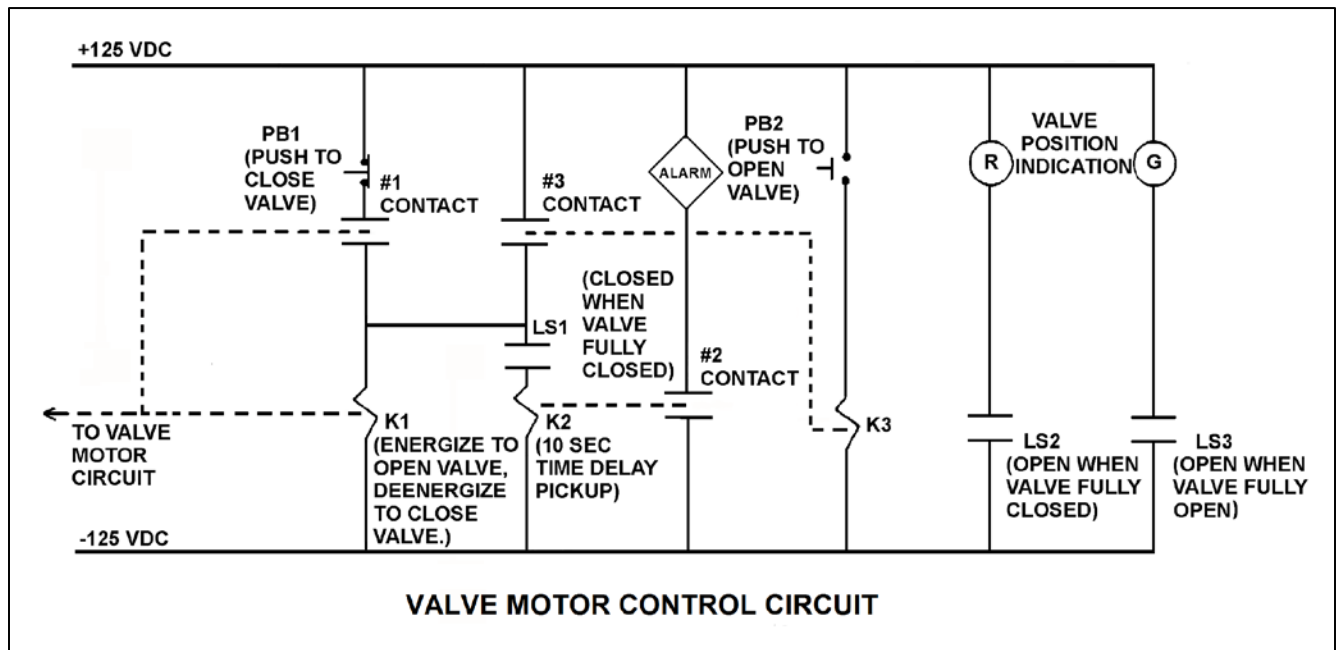 +125 VDC
PB1
(PUSH TO
CLOSE
VALVE)
#1
CONTACT
#3
CONTACT
ALARM
PB2
(PUSH TO
OPEN
VALVE)
R
VALVE
POSITION
INDICATION
G
(CLOSED
WHEN
VALVE
FULLY
CLOSED)
LS1
#2
CONTACT
TO VALVE
MOTOR
CIRCUIT
K1
(ENERGIZE TO
OPEN VALVE,
DEENERGIZE
TO CLOSE
VALVE.)
K2
(10 SEC
TIME DELAY
PICKUP)
K3
LS2
(OPEN WHEN
VALVE FULLY
CLOSED)
LS3
(OPEN WHEN
VALVE FULLY
OPEN)
-125 VDC
VALVE MOTOR CONTROL CIRCUIT